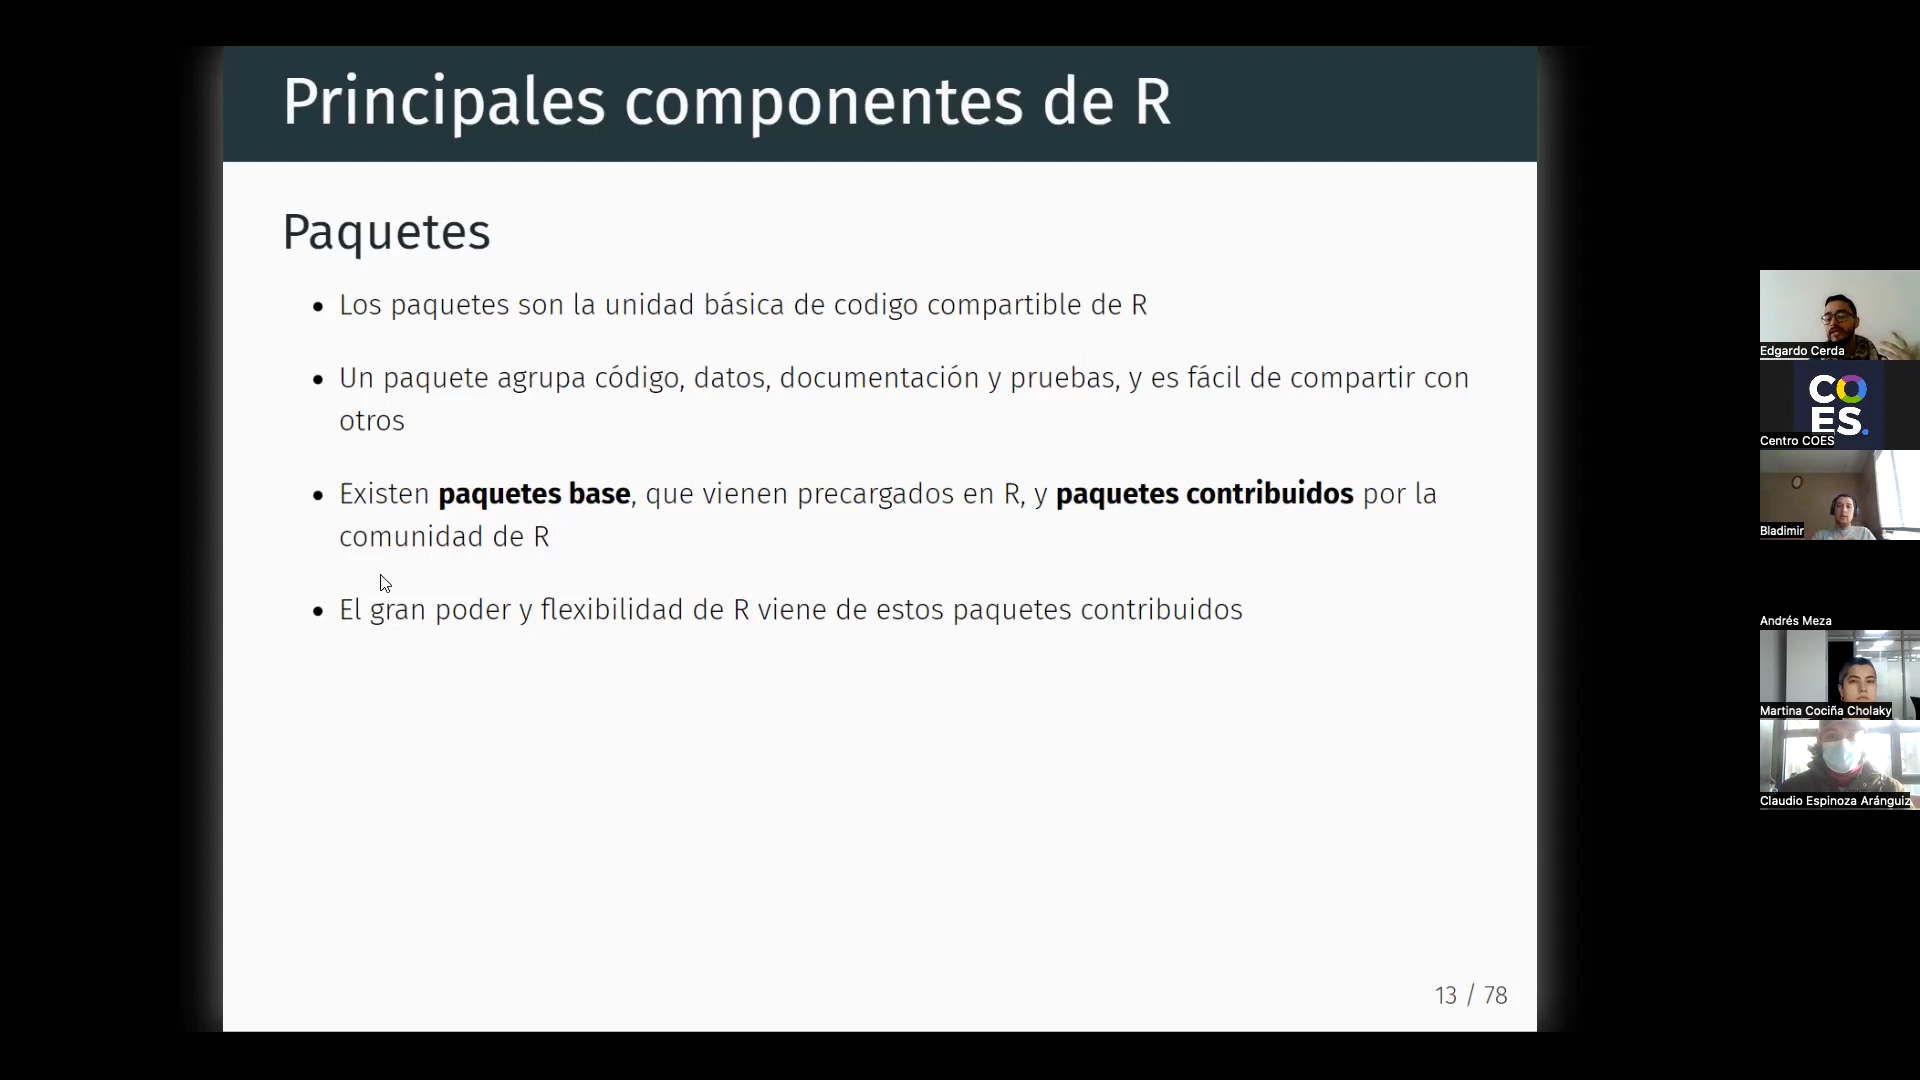 Principales componentes de R
Paquetes
• Los paquetes son la unidad básica de codigo compartible de R
• Un paquete agrupa código, datos, documentación y pruebas, y es fácil de compartir con
otros
• Existen paquetes base, que vienen precargados en R, y paquetes contribuidos por la
comunidad de R
• El gran poder y flexibilidad de R viene de estos paquetes contribuidos
13 / 78
Edgardo Cerda
CO
ES.
Centro COES
Bladimir
Andrés Meza
Martina Cociña Cholaky
Claudio Espinoza Aránguiz